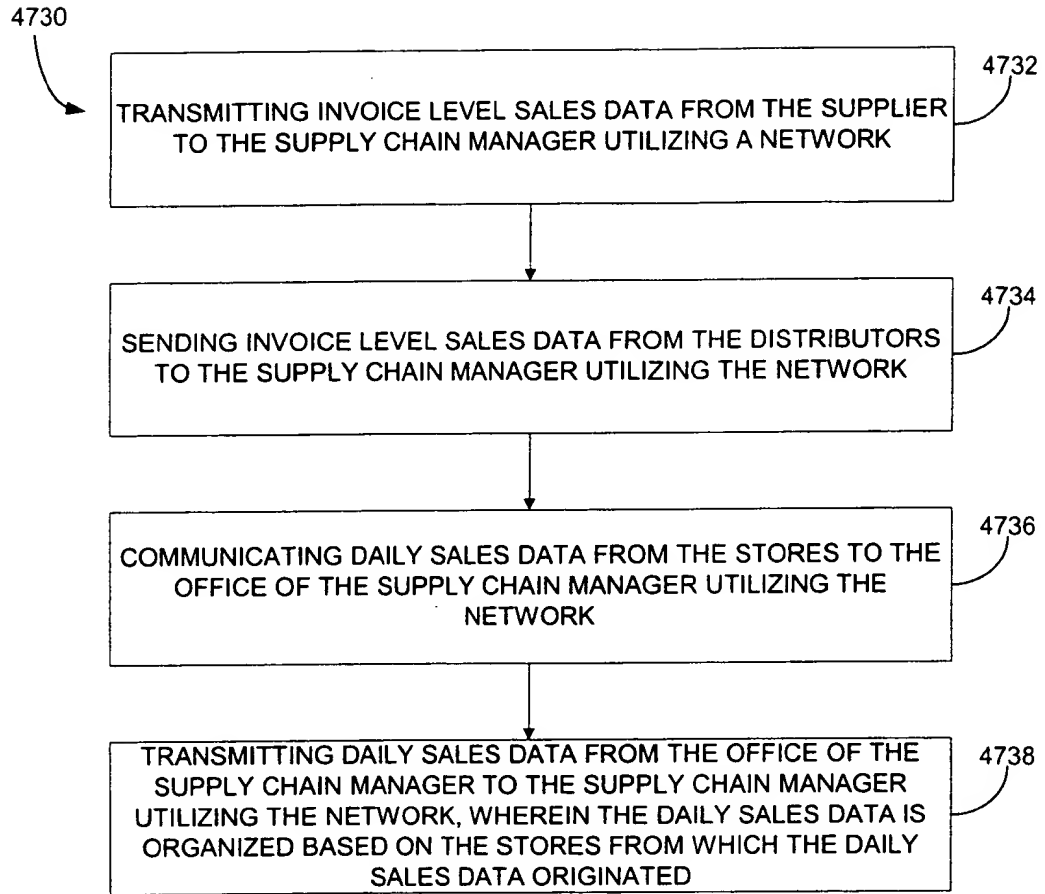 4730
4732
TRANSMITTING INVOICE LEVEL SALES DATA FROM THE SUPPLIER
TO THE SUPPLY CHAIN MANAGER UTILIZING A NETWORK
4734
SENDING INVOICE LEVEL SALES DATA FROM THE DISTRIBUTORS
TO THE SUPPLY CHAIN MANAGER UTILIZING THE NETWORK
4736
COMMUNICATING DAILY SALES DATA FROM THE STORES TO THE
OFFICE OF THE SUPPLY CHAIN MANAGER UTILIZING THE
NETWORK
4738
TRANSMITTING DAILY SALES DATA FROM THE OFFICE OF THE
SUPPLY CHAIN MANAGER TO THE SUPPLY CHAIN MANAGER
UTILIZING THE NETWORK, WHEREIN THE DAILY SALES DATA IS
ORGANIZED BASED ON THE STORES FROM WHICH THE DAILY
SALES DATA ORIGINATED